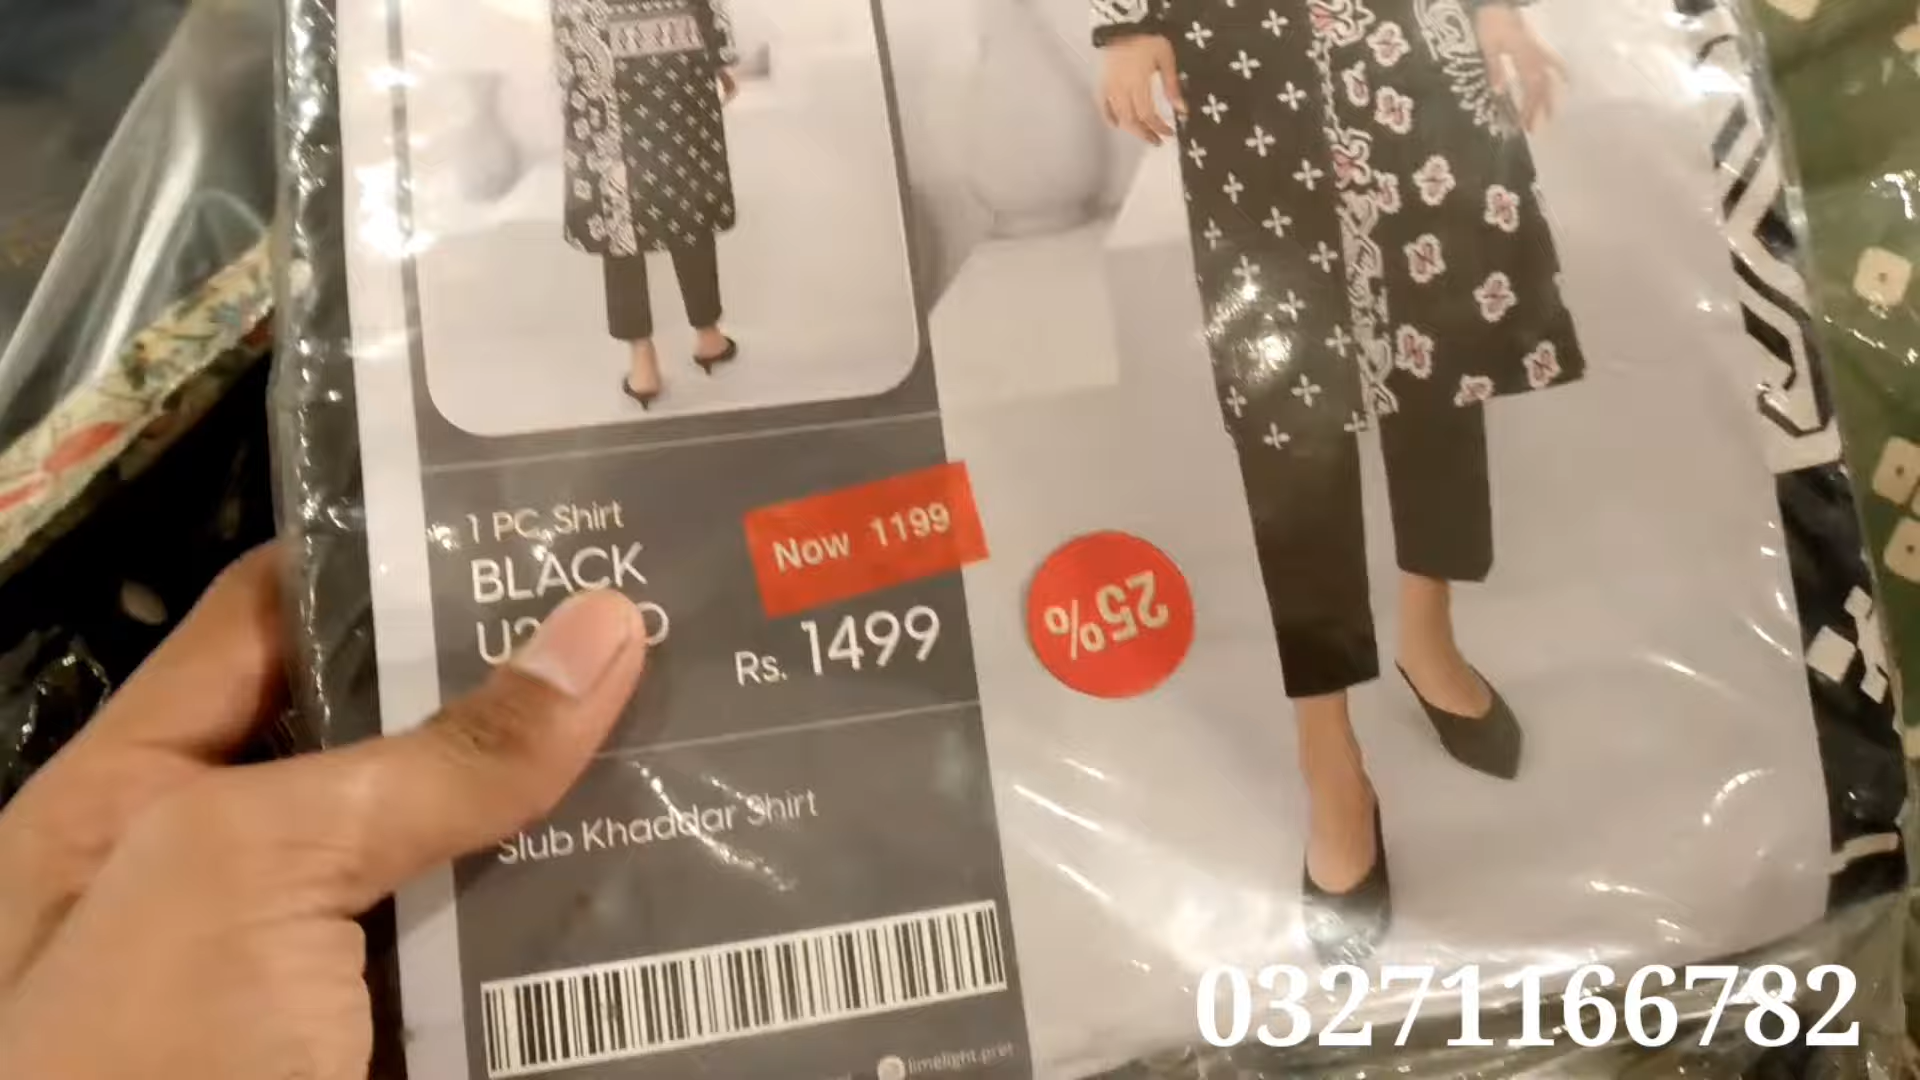 1 PC Shirt
BLACK
Now 1199
Rs. 1499
25%
Slub Khaddar Shirt
limelight.pret
03271166782